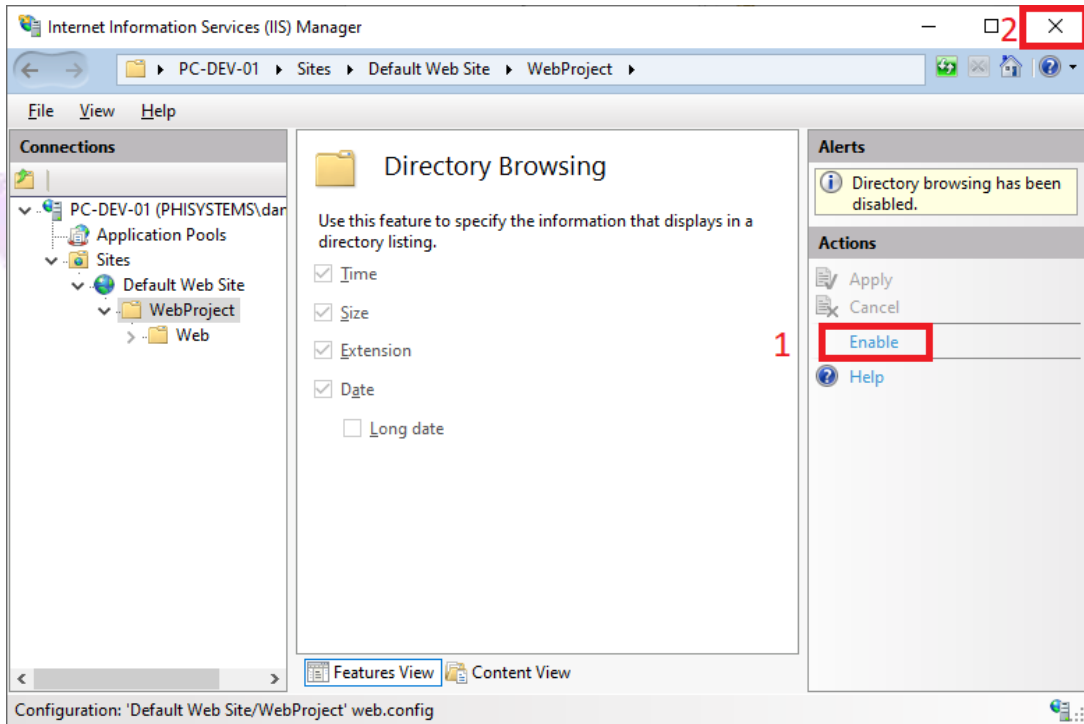 Internet Information Services (IIS) Manager
2
PC-DEV-01 Sites Default Web Site WebProject
File View Help
Connections
PC-DEV-01 (PHISYSTEMS\dar
Application Pools
Sites
Default Web Site
WebProject
Web
Directory Browsing
Use this feature to specify the information that displays in a
directory listing.
Time
Size
Extension
Date
Long date
Features View Content View
Alerts
Directory browsing has been
disabled.
Actions
Apply
Cancel
1
Enable
Help
Configuration: 'Default Web Site/WebProject' web.config